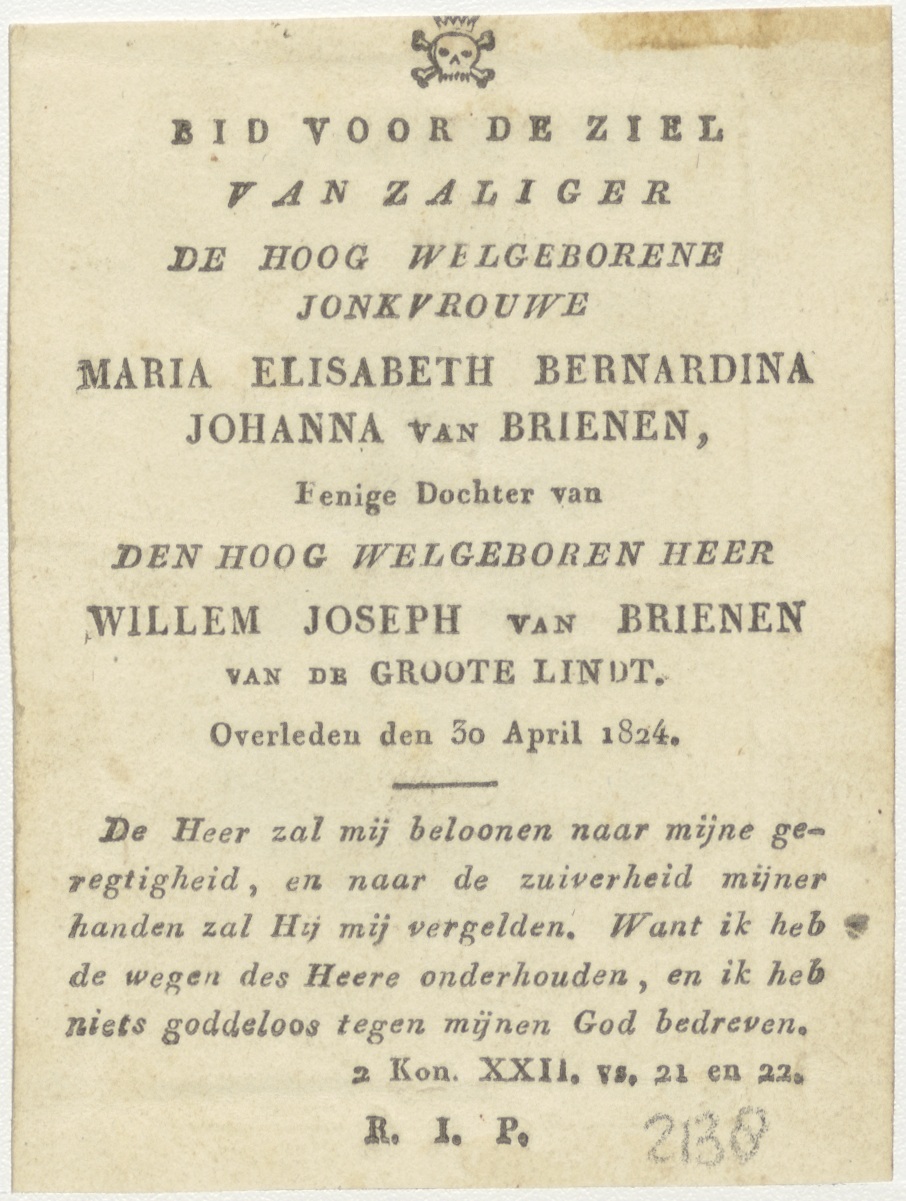 BID VOOR DE ZIEL
VAN ZALIGER
DE HOOG WELGEBORENE
JONKVROUWE
MARIA ELISABETH BERNARDINA
JOHANNA VAN BRIENEN,
Eenige Dochter van
DEN HOOG WELGEBOREN HEER
WILLEM JOSEPH VAN BRIENEN
VAN DE GROOTE LINDT.
Overleden den 30 April 1824.
De Heer zal mij beloonen naar mijne ge-
regtigheid, en naar de zuiverheid mijner
handen zal Hij mij vergelden. Want ik heb
de wegen des Heere onderhouden, en ik heb
niets goddeloos tegen mijnen God bedreven.
2 Kon. XXII. vs. 21 en 22.
R. I. P.